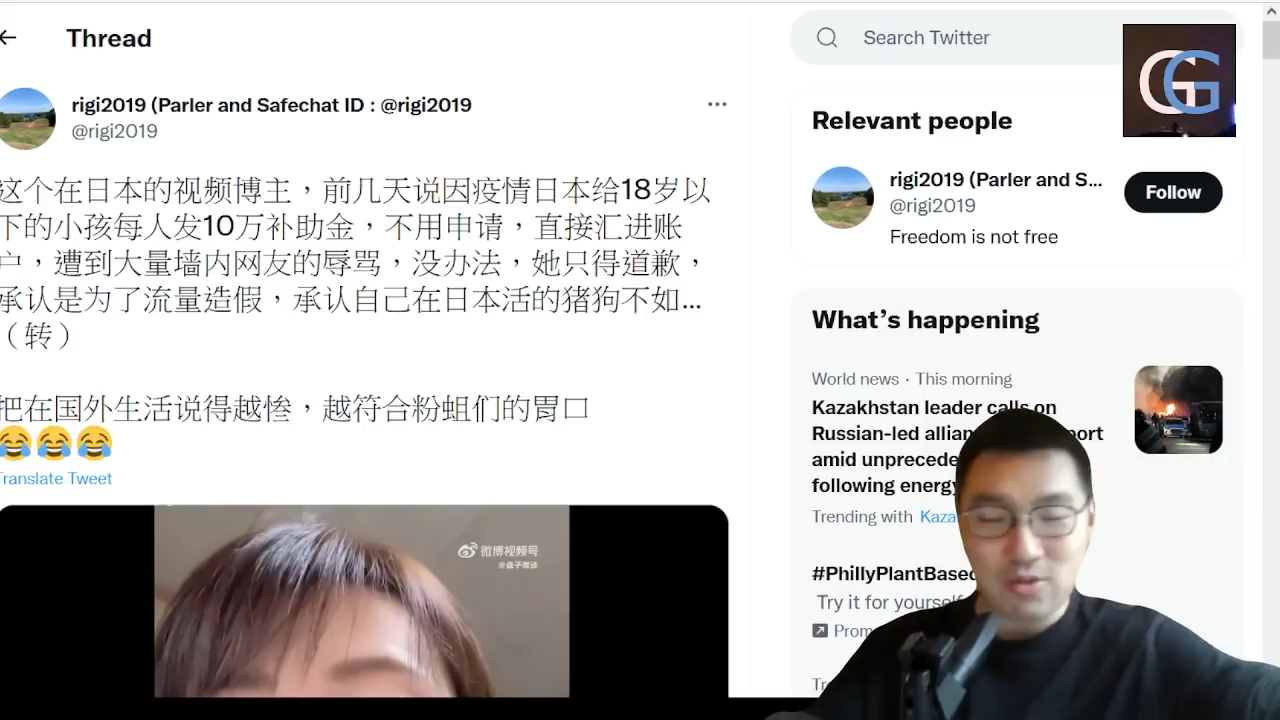 Thread
rigi2019 (Parler and Safechat ID : @rigi2019
@rigi2019
这个在日本的视频博主，前几天说因疫情日本给18岁以
下的小孩每人发10万补助金，不用申请，直接汇进账
户，遭到大量墙内网友的辱骂，没办法，她只得道歉，
承认是为了流量造假，承认自己在日本活的猪狗不如...
（转）
把在国外生活说得越惨，越符合粉蛆们的胃口
Translate Tweet
微博视频号
Search Twitter
GG
Relevant people
rigi2019 (Parler and S...
@rigi2019
Follow
Freedom is not free
What's happening
World news · This morning
Kazakhstan leader calls on
Russian-led allian
port
amid unprecede
following energy
Trending with Kaza
#PhillyPlantBased
Try it for yourself
Prom
Tr